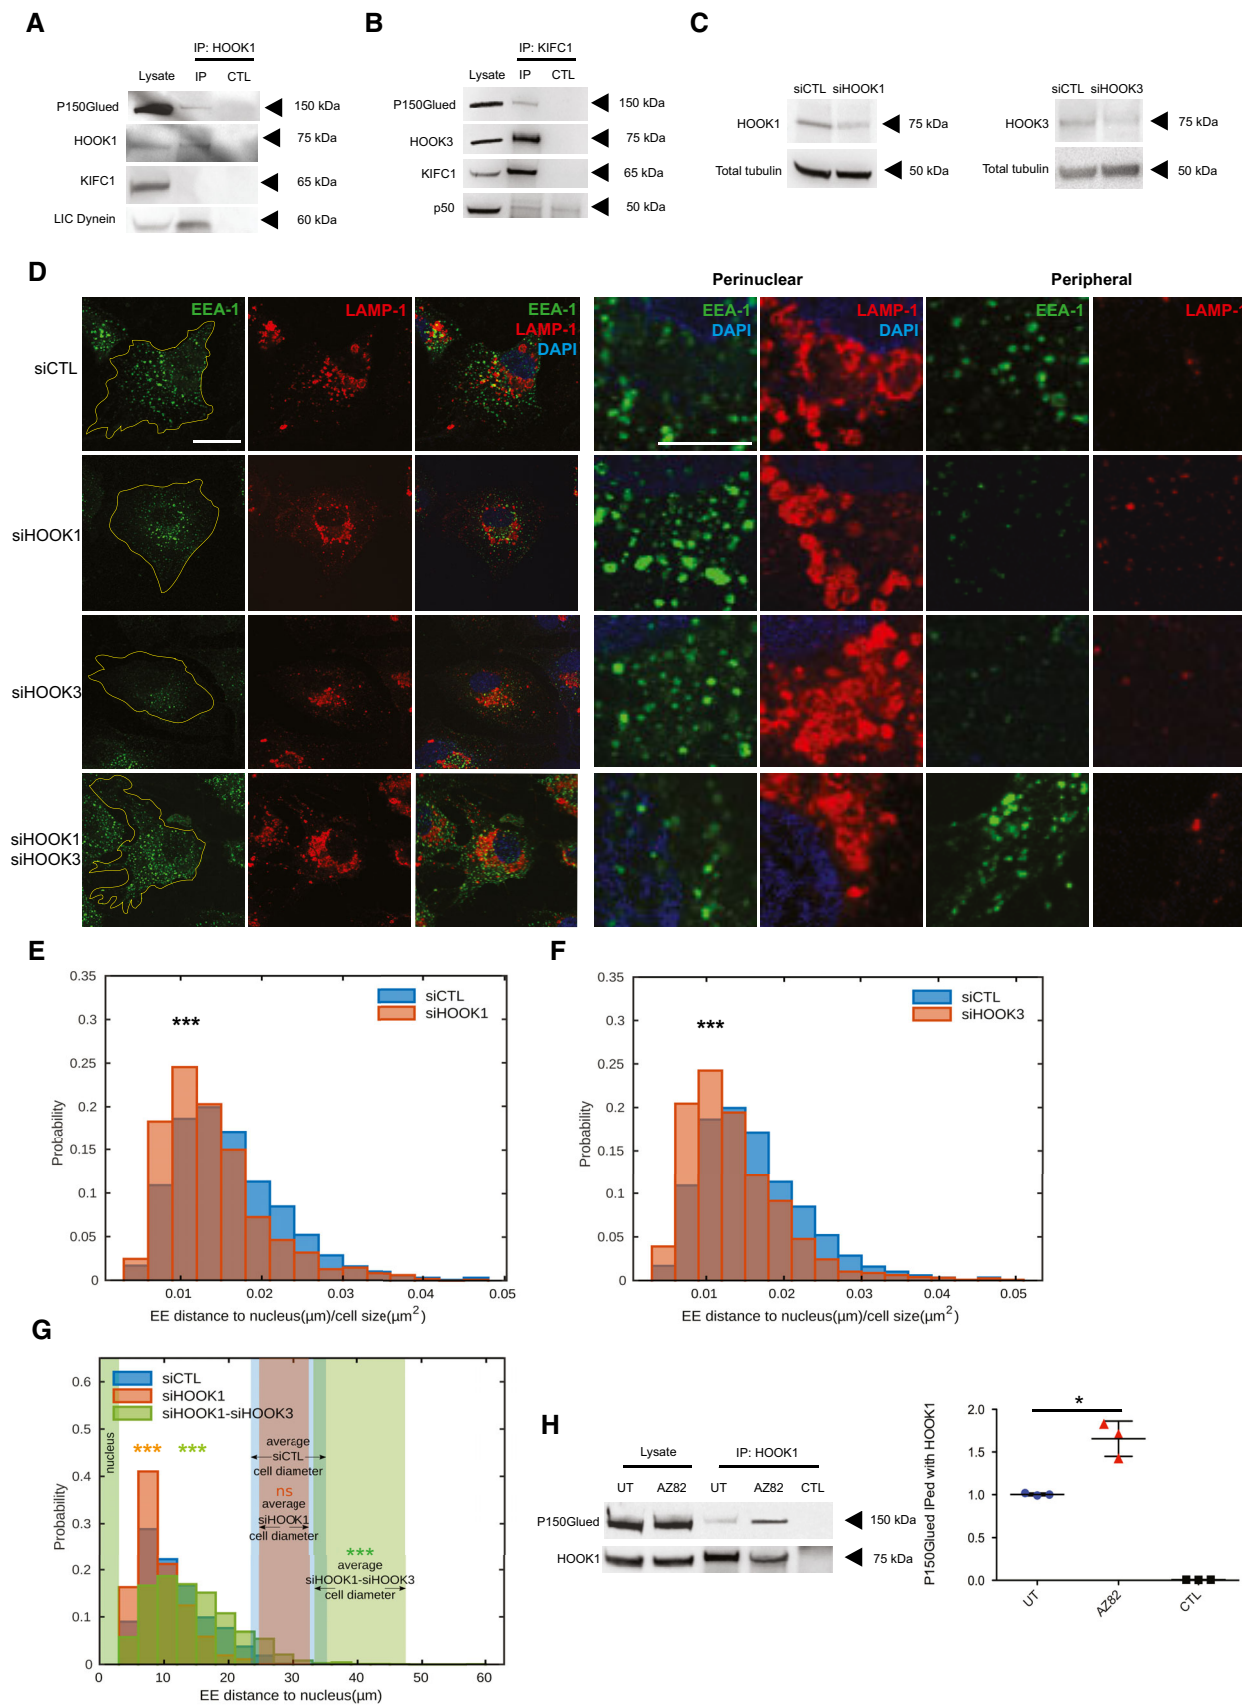 A
IP: HOOK1
Lysate IP CTL
P150Glued 150 kDa
HOOK1 75 kDa
KIFC1 65 kDa
LIC Dynein 60 kDa
B
IP: KIFC1
Lysate IP CTL
P150Glued 150 kDa
HOOK3 75 kDa
KIFC1 65 kDa
p50 50 kDa
C
siCTL siHOOK1
HOOK1 75 kDa
Total tubulin 50 kDa
siCTL siHOOK3
HOOK3 75 kDa
Total tubulin 50 kDa
D
Perinuclear Peripheral
EEA-1
LAMP-1
EEA-1
LAMP-1
DAPI
EEA-1
DAPI
LAMP-1
DAPI
EEA-1
LAMP-1
siCTL
siHOOK1
siHOOK3
siHOOK1
siHOOK3
E
0.35
0.3
0.25
0.2
0.15
0.1
0.05
0
Probability
***
siCTL
siHOOK1
0.01 0.02 0.03 0.04 0.05
EE distance to nucleus(µm)/cell size(µm²)
F
0.35
0.3
0.25
0.2
0.15
0.1
0.05
0
Probability
***
siCTL
siHOOK3
0.01 0.02 0.03 0.04 0.05
EE distance to nucleus(µm)/cell size(µm²)
G
0.6
0.5
0.4
0.3
0.2
0.1
0
Probability
siCTL
siHOOK1
siHOOK1-siHOOK3
nucleus
*** ***
average
siCTL
cell diameter
ns
average
siHOOK1
cell diameter
***
average
siHOOK1-siHOOK3
cell diameter
0 10 20 30 40 50 60
EE distance to nucleus(µm)
H
Lysate IP: HOOK1
UT AZ82 UT AZ82 CTL
P150Glued 150 kDa
HOOK1 75 kDa
P150Glued IPed with HOOK1
2.0
1.5
1.0
0.5
0.0
*
UT AZ82 CTL